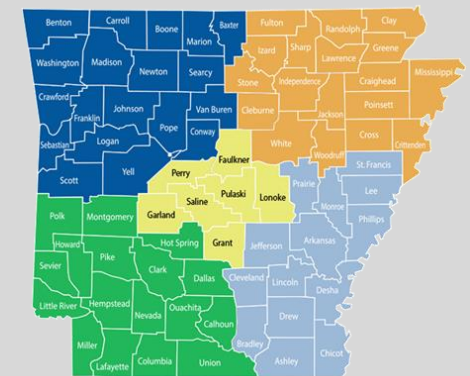 Benton
Carroll
Boone
Marion
Baxter
Fulton
Randolph
Clay
Washington
Madison
Newton
Searcy
Izard
Sharp
Lawrence
Greene
Stone
Independence
Craighead
Mississippi
Crawford
Franklin
Johnson
Van Buren
Cleburne
Jackson
Poinsett
Sebastian
Logan
Pope
Conway
White
Woodruff
Cross
Crittenden
Scott
Yell
Perry
Faulkner
Prairie
St. Francis
Lee
Polk
Montgomery
Garland
Saline
Pulaski
Lonoke
Monroe
Phillips
Howard
Pike
Hot Spring
Grant
Jefferson
Arkansas
Sevier
Clark
Dallas
Cleveland
Lincoln
Desha
Little River
Hempstead
Nevada
Ouachita
Calhoun
Drew
Miller
Lafayette
Columbia
Union
Bradley
Ashley
Chicot